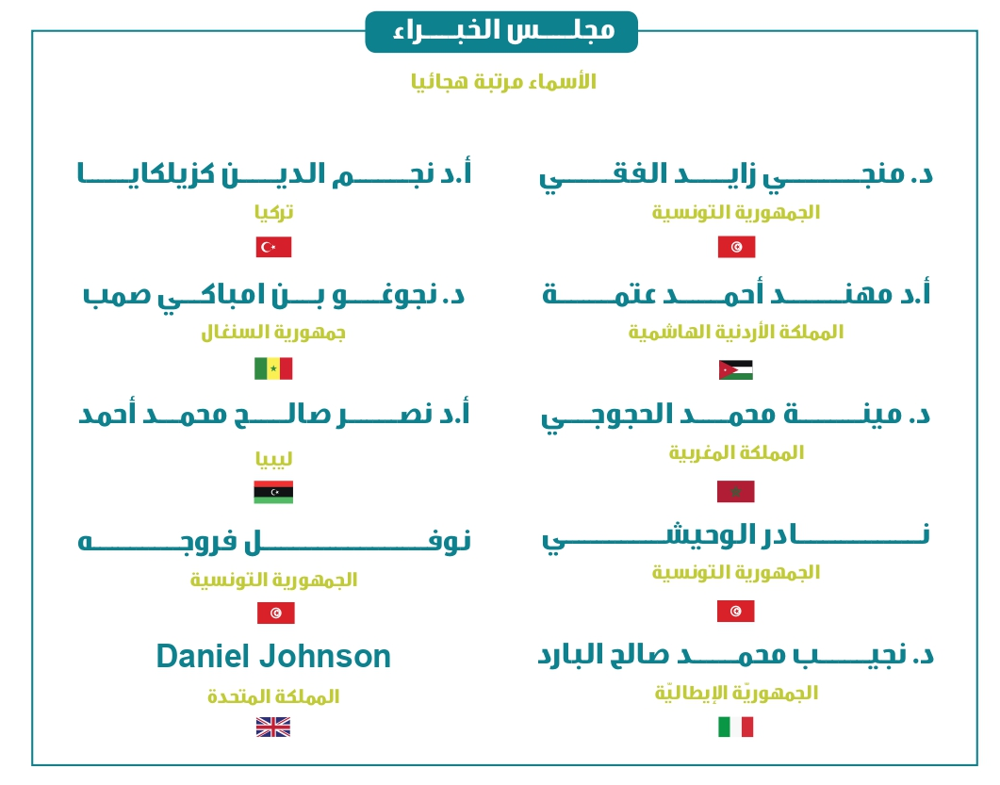 مجلس الخبراء
الأسماء مرتبة هجائيا
د. منجي زايد الفقي
الجمهورية التونسية
أ.د مهند أحمد عتمة
المملكة الأردنية الهاشمية
د. مينة محمد الحجوجي
المملكة المغربية
نادر الوحيشي
الجمهورية التونسية
د. نجيب محمد صالح البارد
الجمهوريّة الإيطاليّة
أ.د نجم الدين كزيلكايا
تركيا
د. نجوغو بن امباكي صمب
جمهورية السنغال
أ.د نصر صالح محمد أحمد
ليبيا
نوفل فروجه
الجمهورية التونسية
Daniel Johnson
المملكة المتحدة